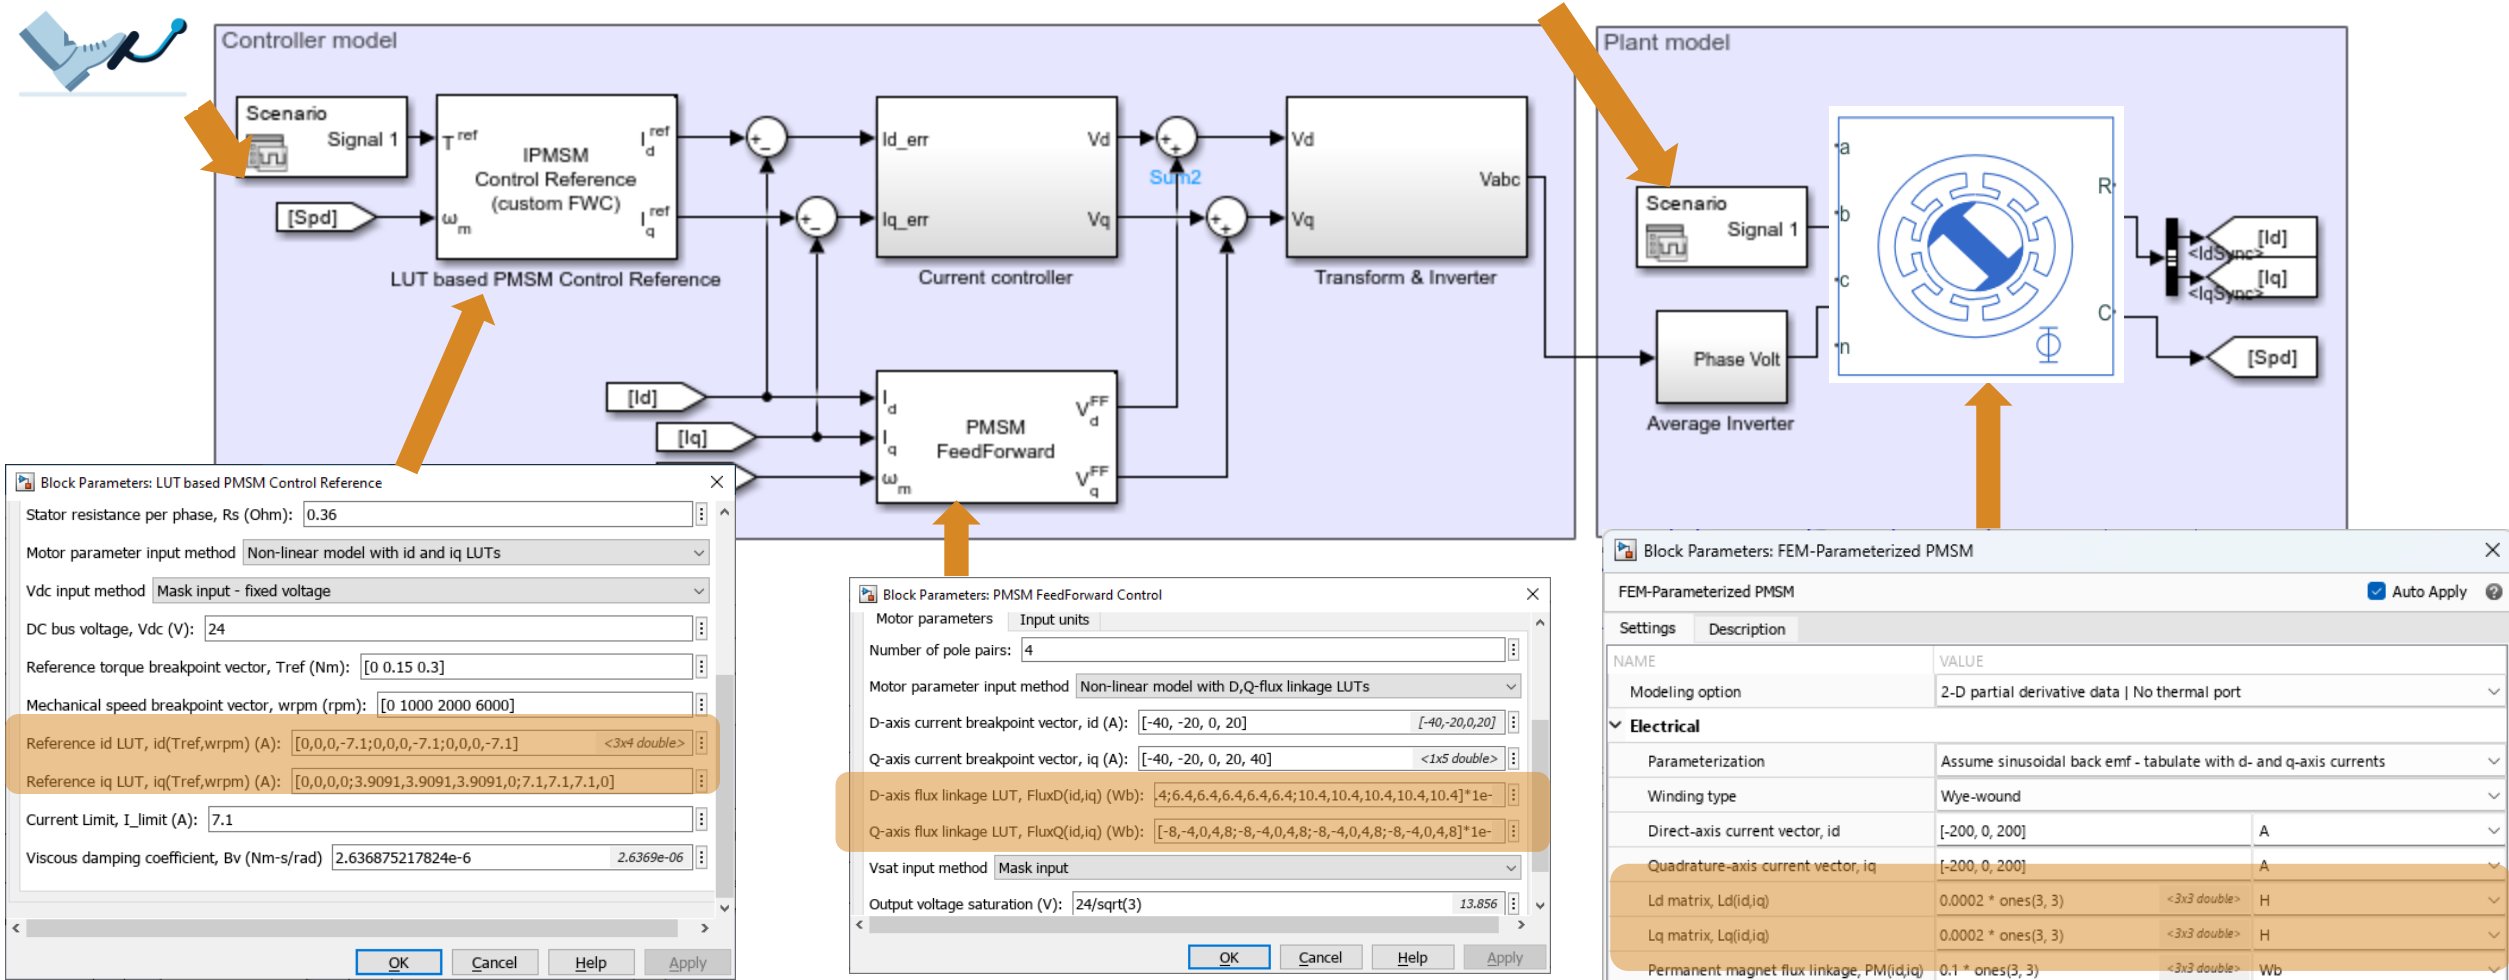 Controller model
Scenario
Signal 1
[Spd]
T ref
ω m
IPMSM
Control Reference
(custom FWC)
I d ref
I q ref
LUT based PMSM Control Reference
+
−
+
−
Id_err
Iq_err
Vd
Vq
Current controller
+
+
Sum2
+
+
Vd
Vq
Vabc
Transform & Inverter
[Id]
[Iq]
I d
I q
ω m
PMSM
FeedForward
V d FF
V q FF
Plant model
Scenario
Signal 1
Phase Volt
Average Inverter
a
b
c
n
R
C
Φ
[Id]
<IdSync>
[Iq]
<IqSync>
[Spd]
Block Parameters: LUT based PMSM Control Reference
Stator resistance per phase, Rs (Ohm): 0.36
Motor parameter input method Non-linear model with id and iq LUTs
Vdc input method Mask input - fixed voltage
DC bus voltage, Vdc (V): 24
Reference torque breakpoint vector, Tref (Nm): [0 0.15 0.3]
Mechanical speed breakpoint vector, wrpm (rpm): [0 1000 2000 6000]
Reference id LUT, id(Tref,wrpm) (A): [0,0,0,-7.1;0,0,0,-7.1;0,0,0,-7.1] <3x4 double>
Reference iq LUT, iq(Tref,wrpm) (A): [0,0,0,0;3.9091,3.9091,3.9091,0;7.1,7.1,7.1,0]
Current Limit, I_limit (A): 7.1
Viscous damping coefficient, Bv (Nm-s/rad) 2.636875217824e-6 2.6369e-06
OK Cancel Help Apply
Block Parameters: PMSM FeedForward Control
Motor parameters Input units
Number of pole pairs: 4
Motor parameter input method Non-linear model with D,Q-flux linkage LUTs
D-axis current breakpoint vector, id (A): [-40, -20, 0, 20] [-40,-20,0,20]
Q-axis current breakpoint vector, iq (A): [-40, -20, 0, 20, 40] <1x5 double>
D-axis flux linkage LUT, FluxD(id,iq) (Wb): .4;6.4,6.4,6.4,6.4,6.4;10.4,10.4,10.4,10.4,10.4]*1e-
Q-axis flux linkage LUT, FluxQ(id,iq) (Wb): [-8,-4,0,4,8;-8,-4,0,4,8;-8,-4,0,4,8;-8,-4,0,4,8]*1e-
Vsat input method Mask input
Output voltage saturation (V): 24/sqrt(3) 13.856
OK Cancel Help Apply
Block Parameters: FEM-Parameterized PMSM
FEM-Parameterized PMSM Auto Apply
Settings Description
NAME VALUE
Modeling option 2-D partial derivative data | No thermal port
Electrical
Parameterization Assume sinusoidal back emf - tabulate with d- and q-axis currents
Winding type Wye-wound
Direct-axis current vector, id [-200, 0, 200] A
Quadrature-axis current vector, iq [-200, 0, 200] A
Ld matrix, Ld(id,iq) 0.0002 * ones(3, 3) <3x3 double> H
Lq matrix, Lq(id,iq) 0.0002 * ones(3, 3) <3x3 double> H
Permanent magnet flux linkage, PM(id,iq) 0.1 * ones(3, 3) <3x3 double> Wb